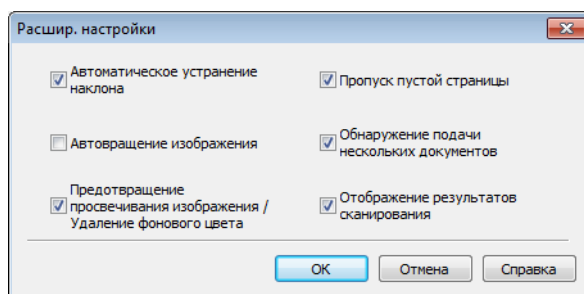 Расшир. настройки
Автоматическое устранение
наклона
Пропуск пустой страницы
Автовращение изображения
Обнаружение подачи
нескольких документов
Предотвращение
просвечивания изображения /
Удаление фонового цвета
Отображение результатов
сканирования
OK
Отмена
Справка